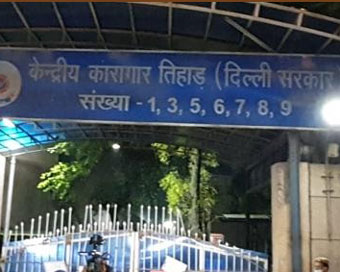 केन्द्रीय कारागार तिहाड़ (दिल्ली सरकार
संख्या - 1, 3, 5, 6, 7, 8, 9